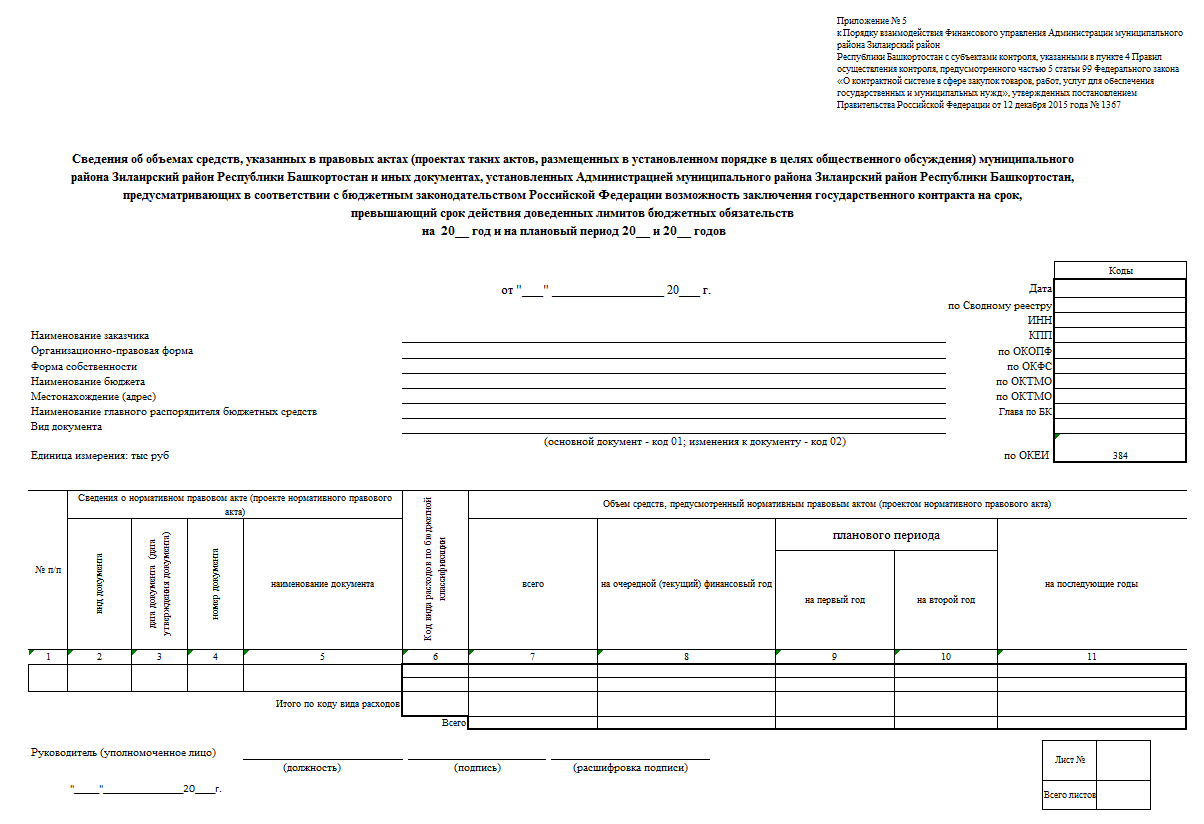 Приложение № 5
к Порядку взаимодействия Финансового управления Администрации муниципального
района Зилаирский район
Республики Башкортостан с субъектами контроля, указанными в пункте 4 Правил
осуществления контроля, предусмотренного частью 5 статьи 99 Федерального закона
«О контрактной системе в сфере закупок товаров, работ, услуг для обеспечения
государственных и муниципальных нужд», утвержденных постановлением
Правительства Российской Федерации от 12 декабря 2015 года № 1367
Сведения об объемах средств, указанных в правовых актах (проектах таких актов, размещенных в установленном порядке в целях общественного обсуждения) муниципального
района Зилаирский район Республики Башкортостан и иных документах, установленных Администрацией муниципального района Зилаирский район Республики Башкортостан,
предусматривающих в соответствии с бюджетным законодательством Российской Федерации возможность заключения государственного контракта на срок,
превышающий срок действия доведенных лимитов бюджетных обязательств
на 20__ год и на плановый период 20__ и 20__ годов
Коды
от "___" ________________ 20___ г.
Дата
по Сводному реестру
ИНН
Наименование заказчика
КПП
Организационно-правовая форма
по ОКОПФ
Форма собственности
по ОКФС
Наименование бюджета
по ОКТМО
Местонахождение (адрес)
по ОКТМО
Наименование главного распорядителя бюджетных средств
Глава по БК
Вид документа
(основной документ - код 01; изменения к документу - код 02)
Единица измерения: тыс руб
по ОКЕИ
384
№ п/п
Сведения о нормативном правовом акте (проекте нормативного правового
акта)
вид документа
дата документа (дата
утверждения документа)
номер документа
наименование документа
Код вида расходов по бюджетной
классификации
Объем средств, предусмотренный нормативным правовым актом (проектом нормативного правового акта)
всего
на очередной (текущий) финансовый год
планового периода
на первый год
на второй год
на последующие годы
1 2 3 4 5 6 7 8 9 10 11
Итого по коду вида расходов
Всего
Руководитель (уполномоченное лицо)
(должность) (подпись) (расшифровка подписи)
"____"________________20____г.
Лист №
Всего листов